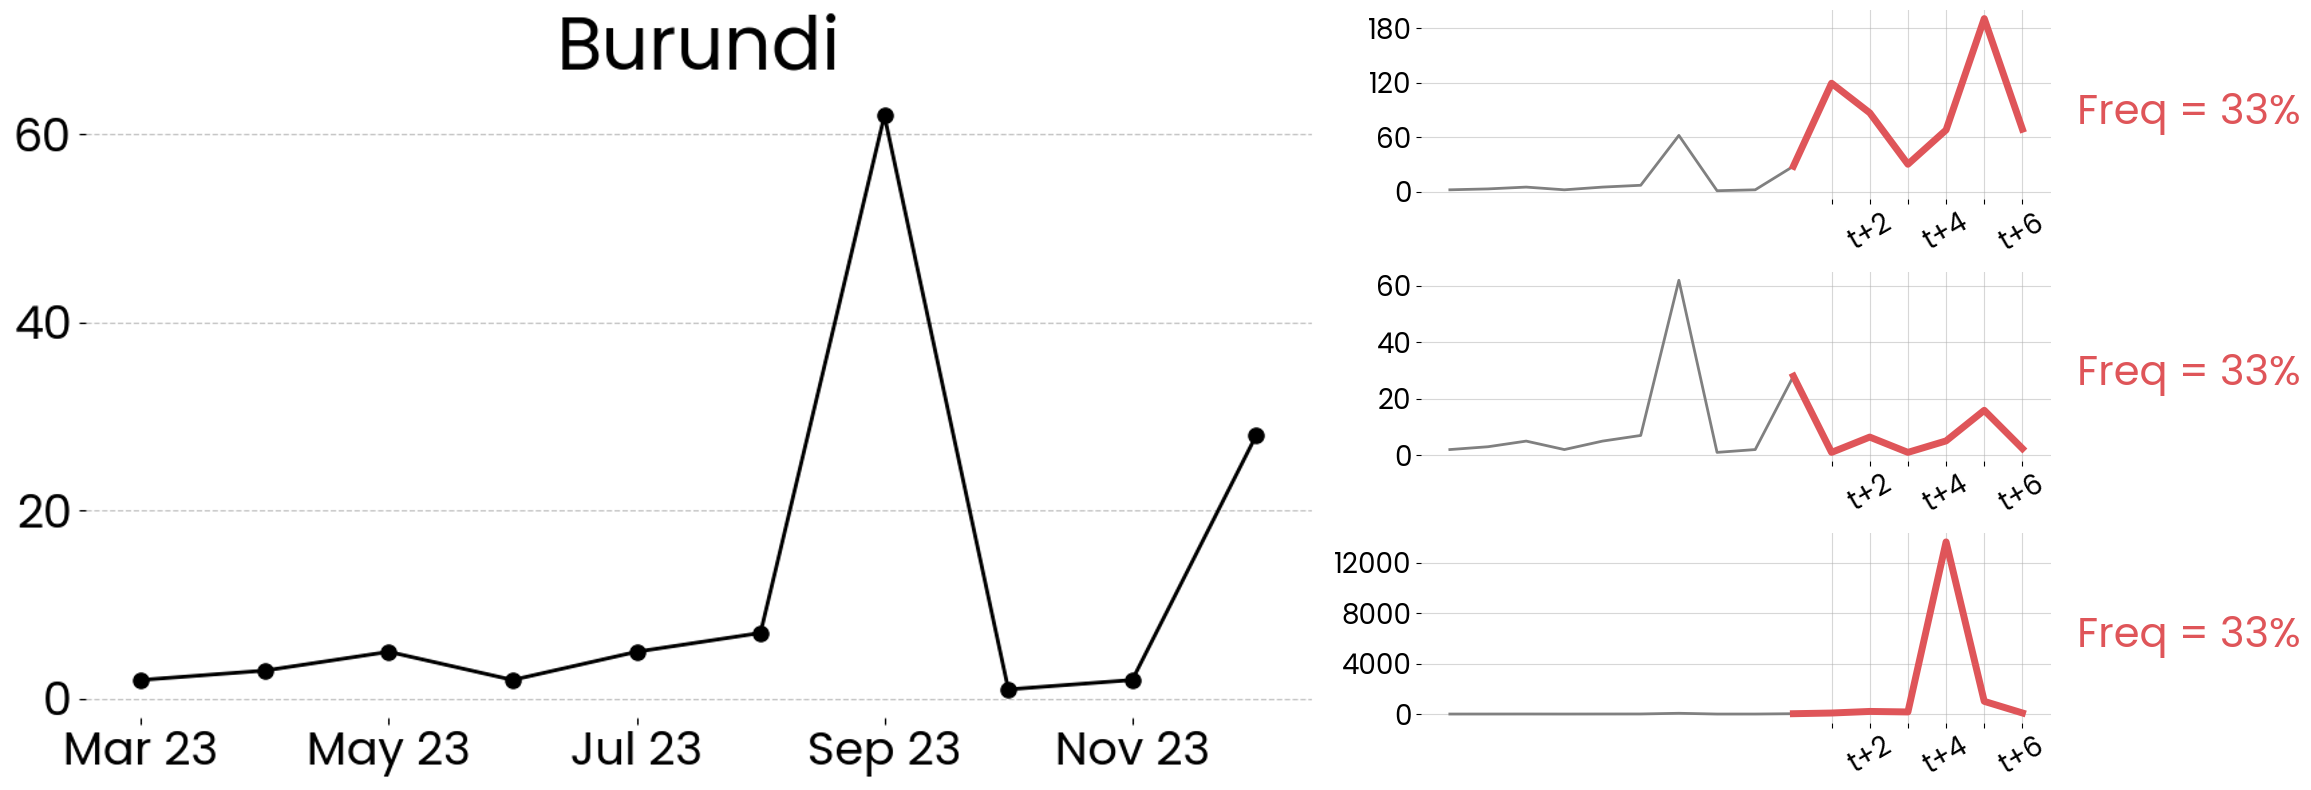 Burundi
60
40
20
0
Mar 23 May 23 Jul 23 Sep 23 Nov 23
180
120
60
0
t+2 t+4 t+6
Freq = 33%
60
40
20
0
t+2 t+4 t+6
Freq = 33%
12000
8000
4000
0
t+2 t+4 t+6
Freq = 33%